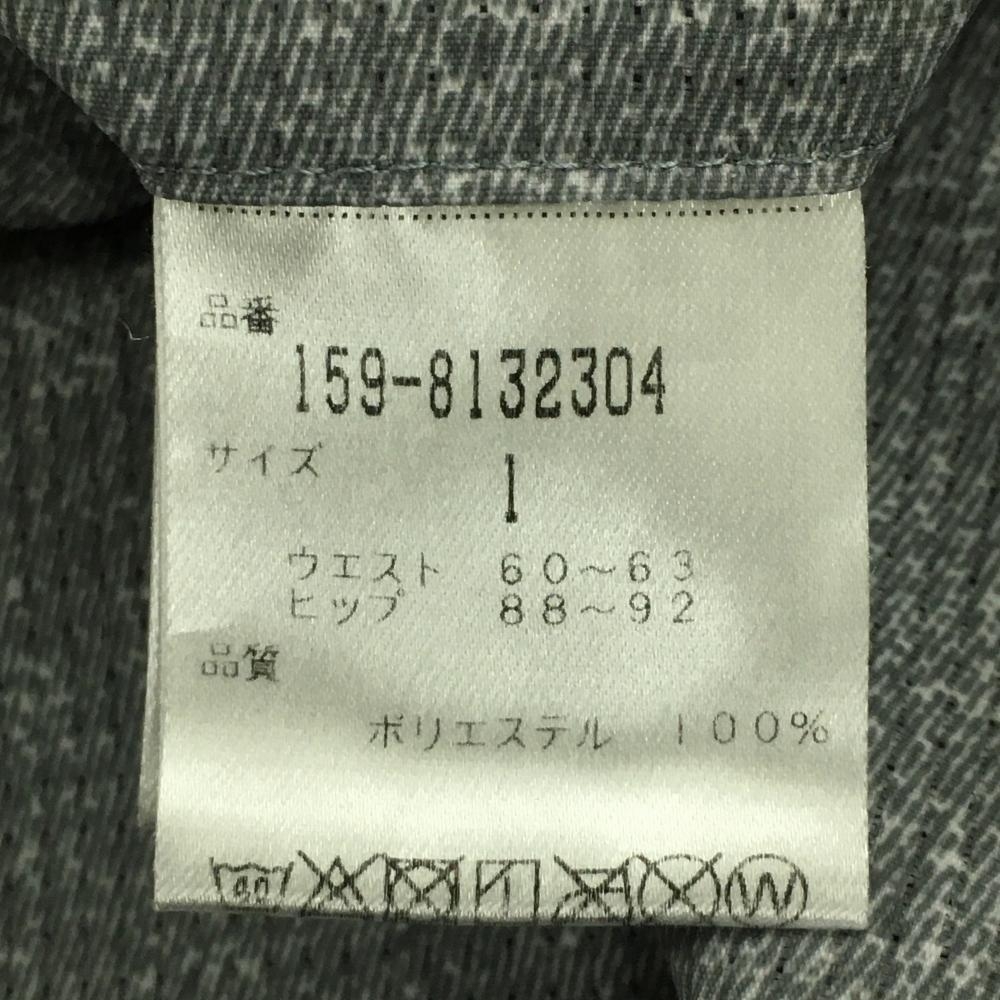 品番
159-8132304
サイズ
1
ウエスト 60～63
ヒップ 88～92
品質
ポリエステル 100%
40
W